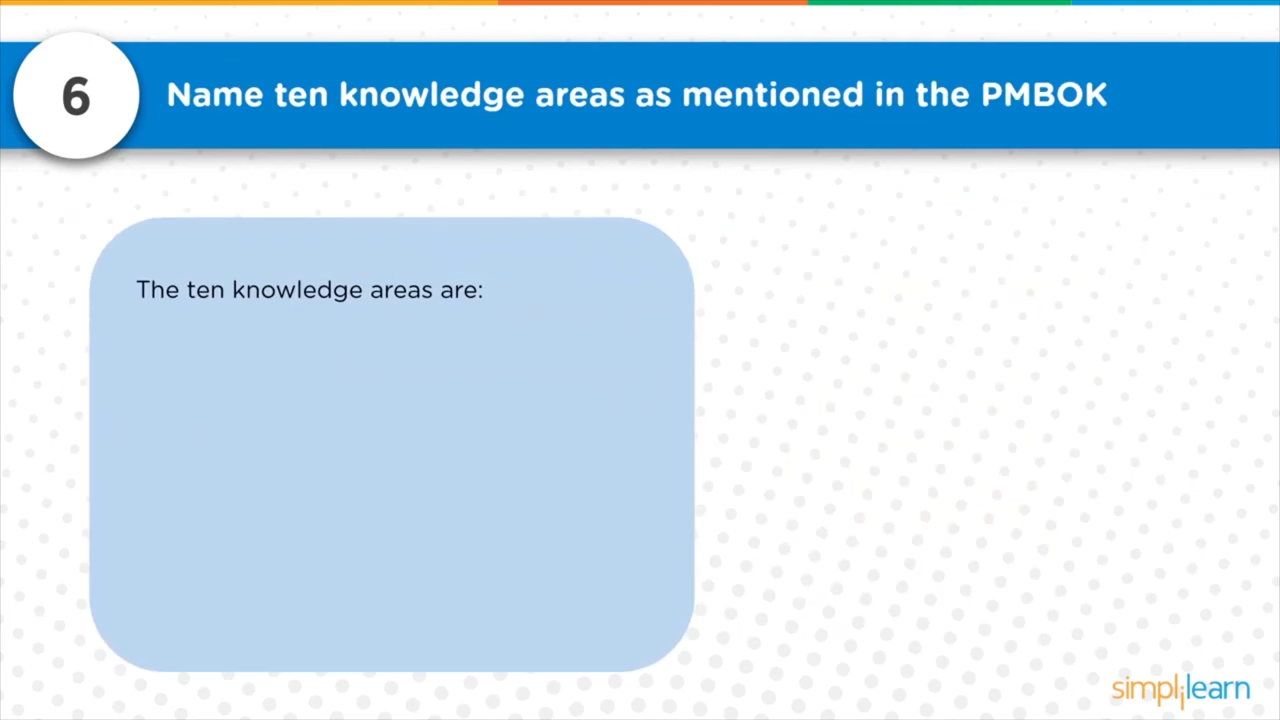 6
Name ten knowledge areas as mentioned in the PMBOK
The ten knowledge areas are:
simplilearn